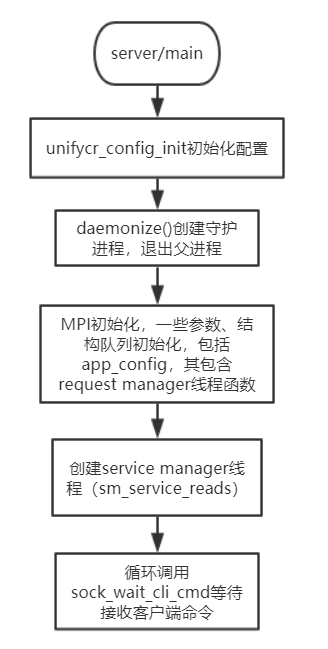 server/main
unifycr_config_init初始化配置
daemonize()创建守护
进程，退出父进程
MPI初始化，一些参数、结
构队列初始化，包括
app_config，其包含
request manager线程函数
创建service manager线
程（sm_service_reads）
循环调用
sock_wait_cli_cmd等待
接收客户端命令